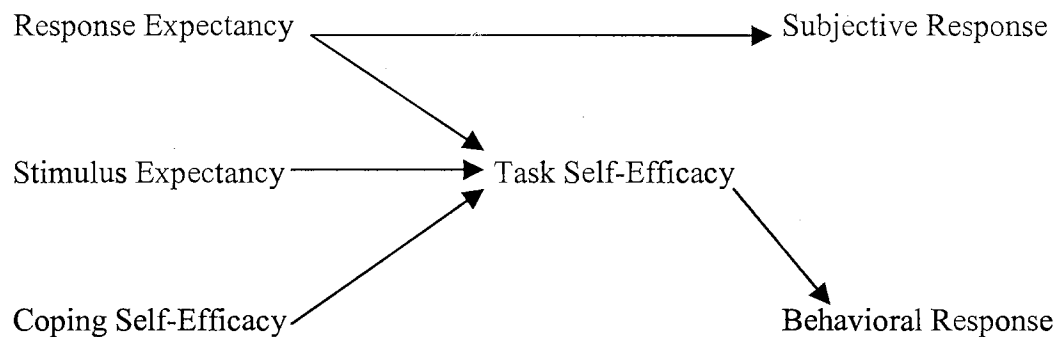 Response Expectancy
Subjective Response
Stimulus Expectancy
Task Self-Efficacy
Coping Self-Efficacy
Behavioral Response